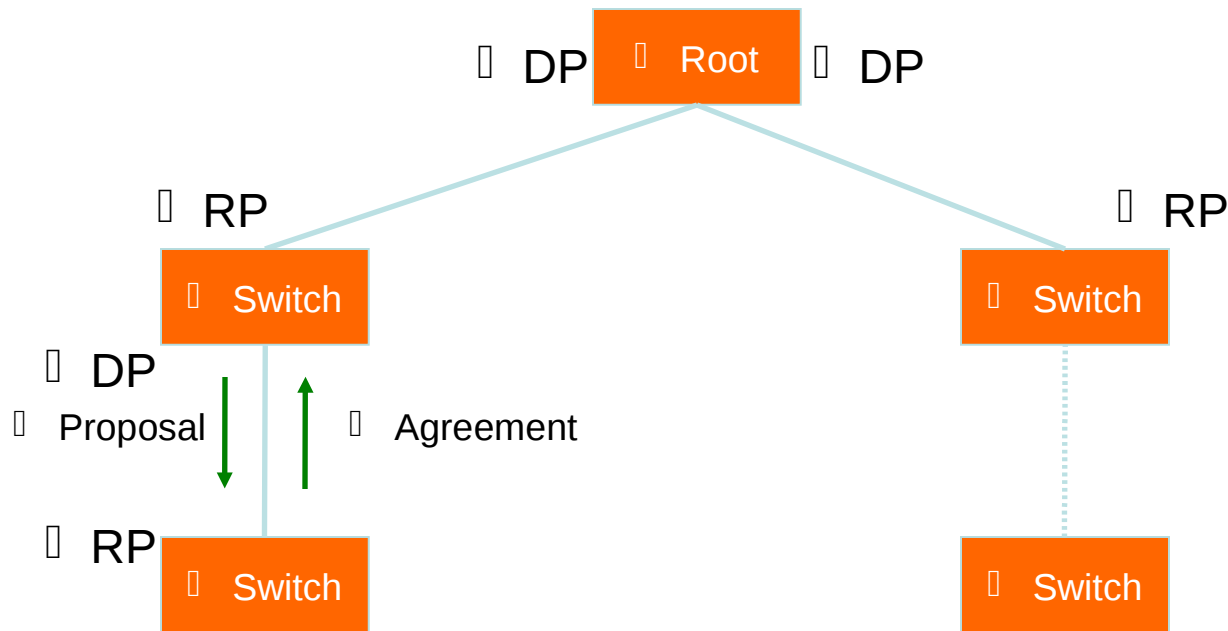 DP
Root
DP
RP
RP
Switch
Switch
DP
Proposal
Agreement
RP
Switch
Switch